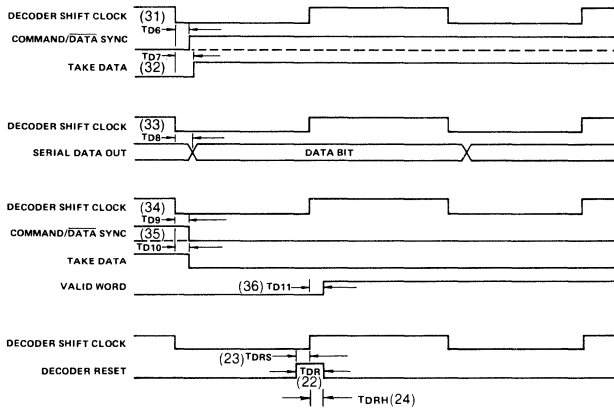 DECODER SHIFT CLOCK (31)
TD6
COMMAND/DATA SYNC
TD7
TAKE DATA (32)
DECODER SHIFT CLOCK (33)
TD8
SERIAL DATA OUT DATA BIT
DECODER SHIFT CLOCK (34)
TD9
COMMAND/DATA SYNC (35)
TD10
TAKE DATA
VALID WORD (36) TD11
DECODER SHIFT CLOCK
(23) TDRS
DECODER RESET TDR
(22)
TDRH (24)